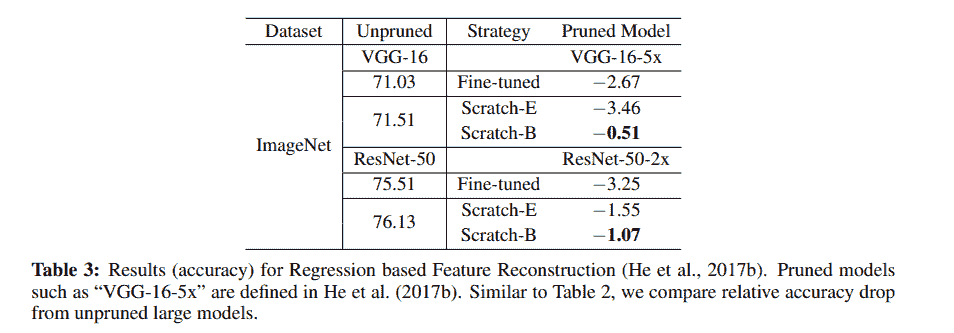 Dataset Unpruned Strategy Pruned Model
VGG-16 VGG-16-5x
71.03 Fine-tuned −2.67
71.51 Scratch-E −3.46
Scratch-B −0.51
ImageNet
ResNet-50 ResNet-50-2x
75.51 Fine-tuned −3.25
76.13 Scratch-E −1.55
Scratch-B −1.07
Table 3: Results (accuracy) for Regression based Feature Reconstruction (He et al., 2017b). Pruned models
such as “VGG-16-5x” are defined in He et al. (2017b). Similar to Table 2, we compare relative accuracy drop
from unpruned large models.